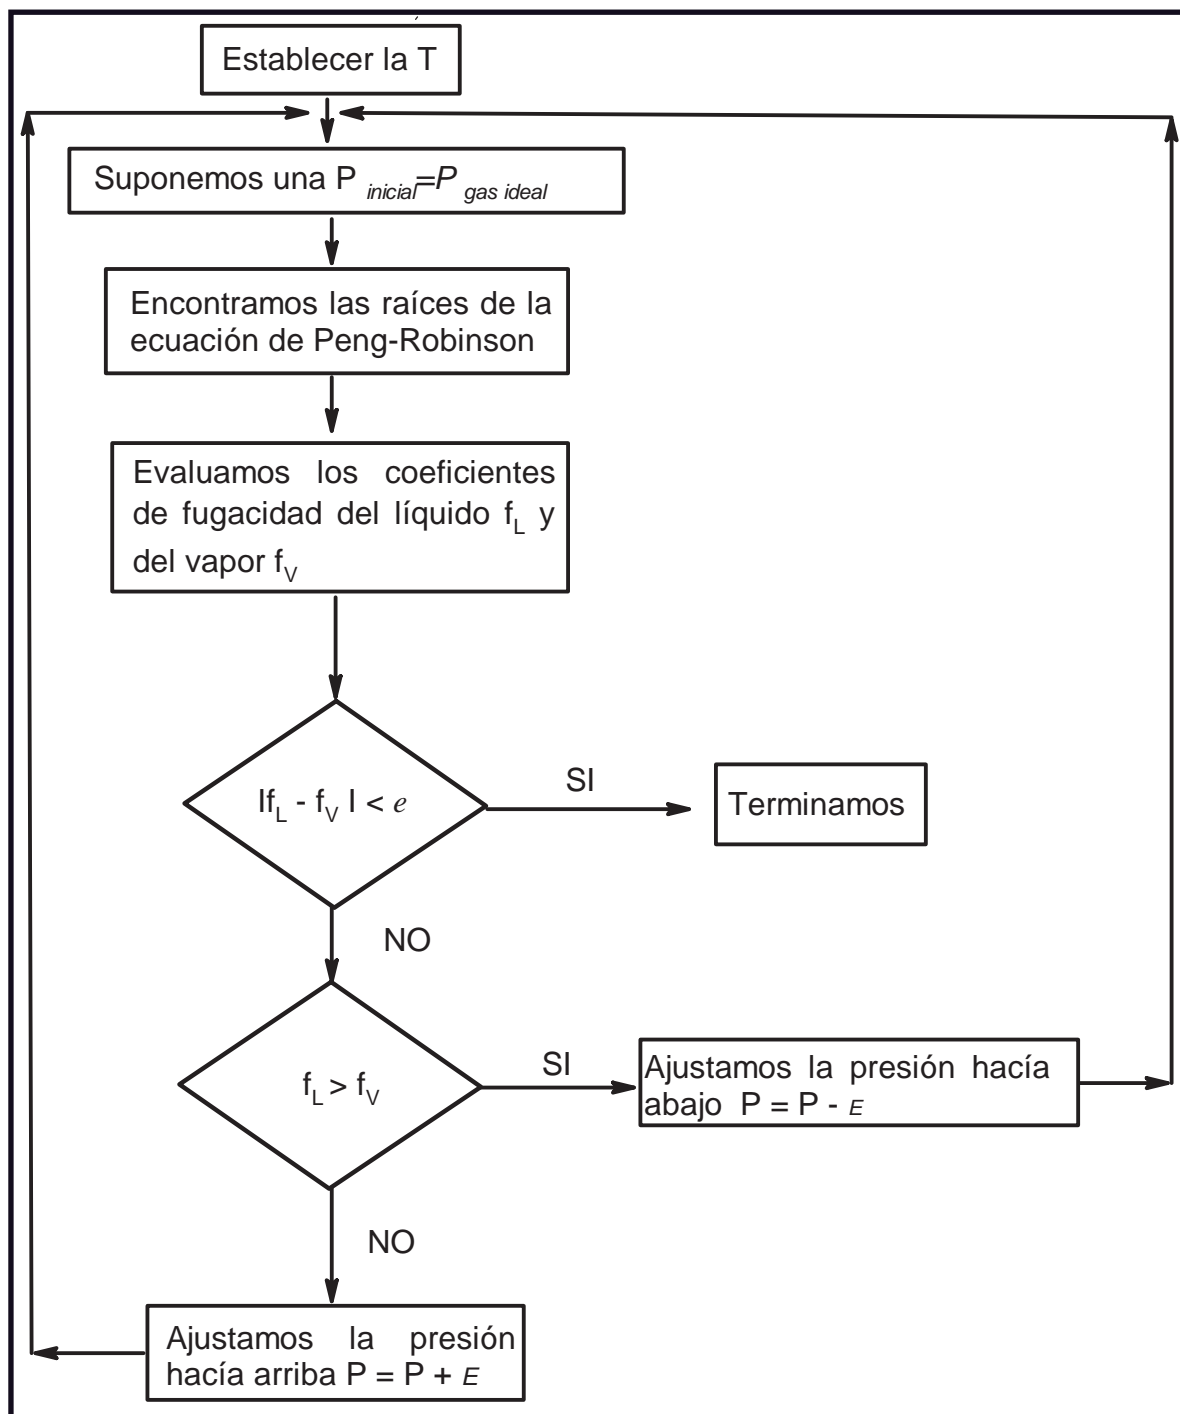 Establecer la T
Suponemos una P inicial=P gas ideal
Encontramos las raíces de la
ecuación de Peng-Robinson
Evaluamos los coeficientes
de fugacidad del líquido fL y
del vapor fV
IfL - fV I < e
SI
Terminamos
NO
fL > fV
SI
Ajustamos la presión hacía
abajo P = P - E
NO
Ajustamos la presión
hacía arriba P = P + E